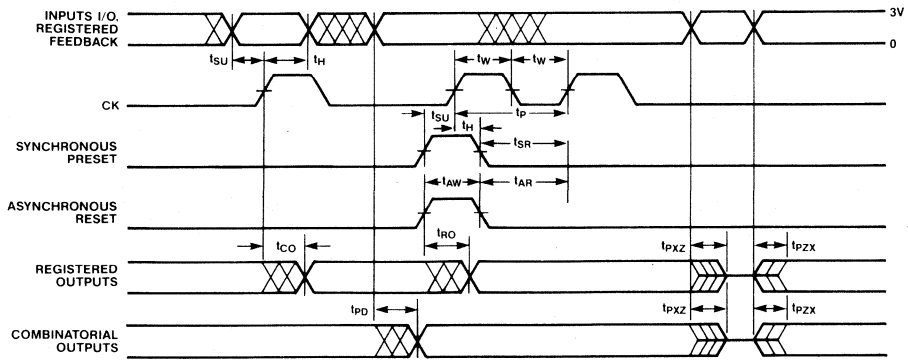 INPUTS I/O.
REGISTERED
FEEDBACK
3V
0
tSU
tH
tW
tW
CK
tSU
tP
tH
tSR
SYNCHRONOUS
PRESET
tAW
tAR
ASYNCHRONOUS
RESET
tCO
tRO
tPXZ
tPZX
REGISTERED
OUTPUTS
tPD
tPXZ
tPZX
COMBINATORIAL
OUTPUTS